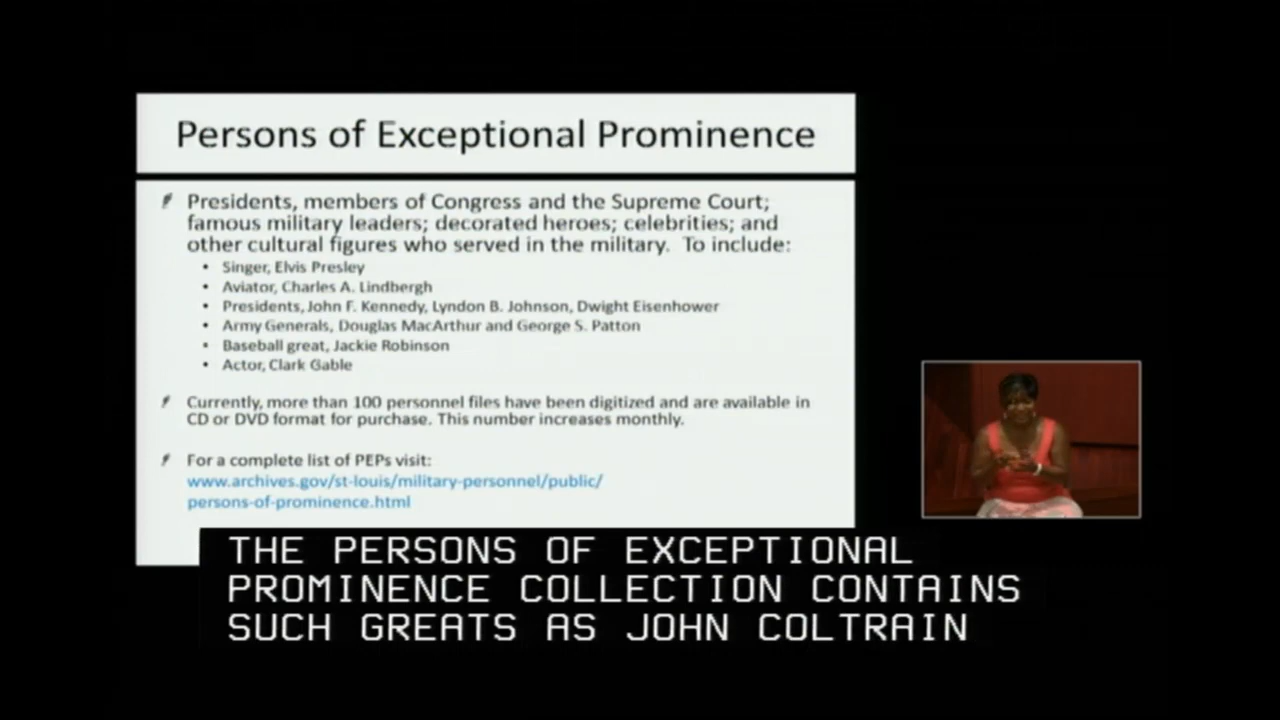 Persons of Exceptional Prominence
Presidents, members of Congress and the Supreme Court;
famous military leaders; decorated heroes; celebrities; and
other cultural figures who served in the military. To include:
• Singer, Elvis Presley
• Aviator, Charles A. Lindbergh
• Presidents, John F. Kennedy, Lyndon B. Johnson, Dwight Eisenhower
• Army Generals, Douglas MacArthur and George S. Patton
• Baseball great, Jackie Robinson
• Actor, Clark Gable
Currently, more than 100 personnel files have been digitized and are available in
CD or DVD format for purchase. This number increases monthly.
For a complete list of PEPs visit:
www.archives.gov/st-louis/military-personnel/public/
persons-of-prominence.html
THE PERSONS OF EXCEPTIONAL
PROMINENCE COLLECTION CONTAINS
SUCH GREATS AS JOHN COLTRAIN